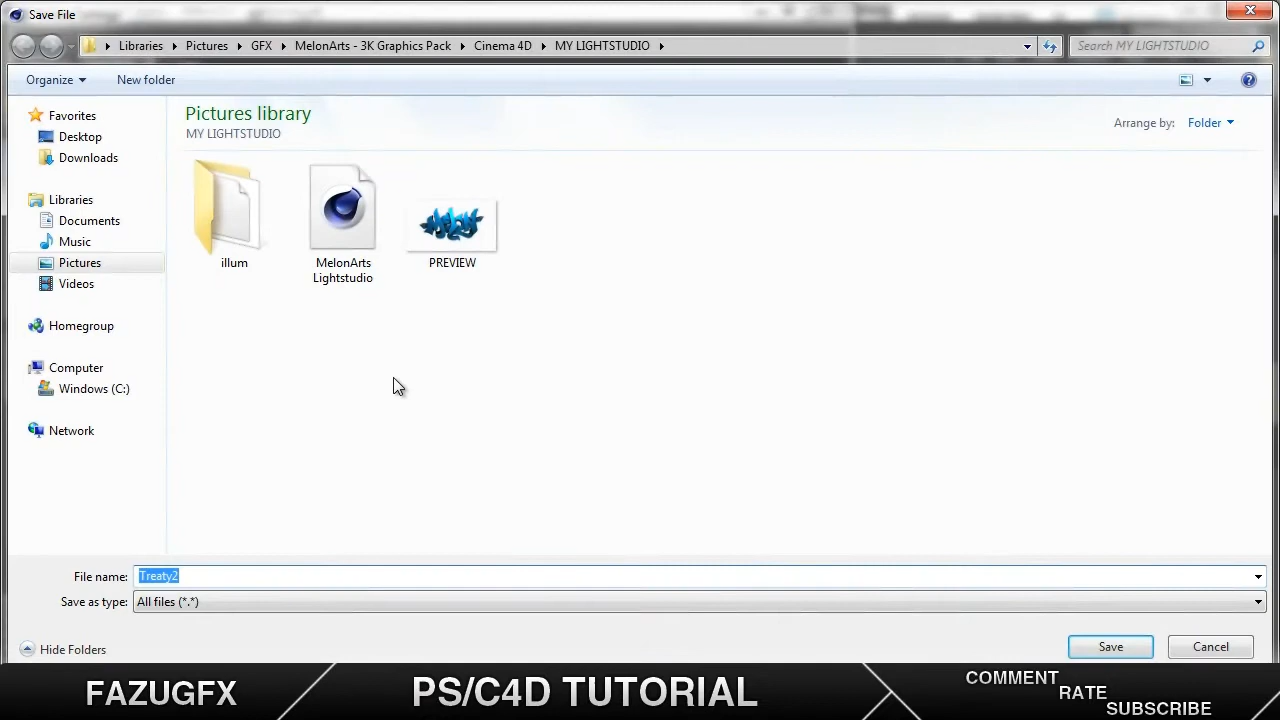 Save File
Libraries Pictures GFX MelonArts - 3K Graphics Pack Cinema 4D MY LIGHTSTUDIO Search MY LIGHTSTUDIO
Organize New folder
Favorites
Desktop
Downloads
Libraries
Documents
Music
Pictures
Videos
Homegroup
Computer
Windows (C:)
Network
Pictures library
MY LIGHTSTUDIO
Arrange by: Folder
illum
MelonArts
Lightstudio
PREVIEW
File name: Treaty2
Save as type: All files (*.*)
Hide Folders Save Cancel
FAZUGFX
PS/C4D TUTORIAL
COMMENT
RATE
SUBSCRIBE